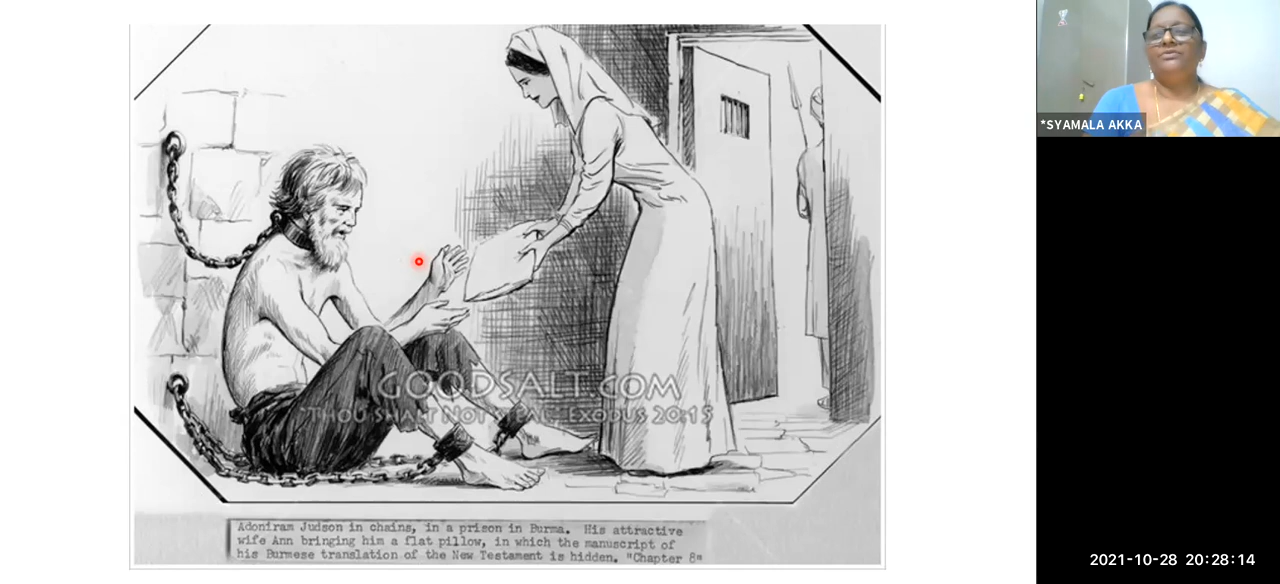 *SYAMALA AKKA
GOODSALT.COM
"THOU SHALT NOT STEAL" EXODUS 20:15
Adoniram Judson in chains, in a prison in Burma. His attractive
wife Ann bringing him a flat pillow, in which the manuscript of
his Burmese translation of the New Testament is hidden. "Chapter 8"
2021-10-28 20:28:14